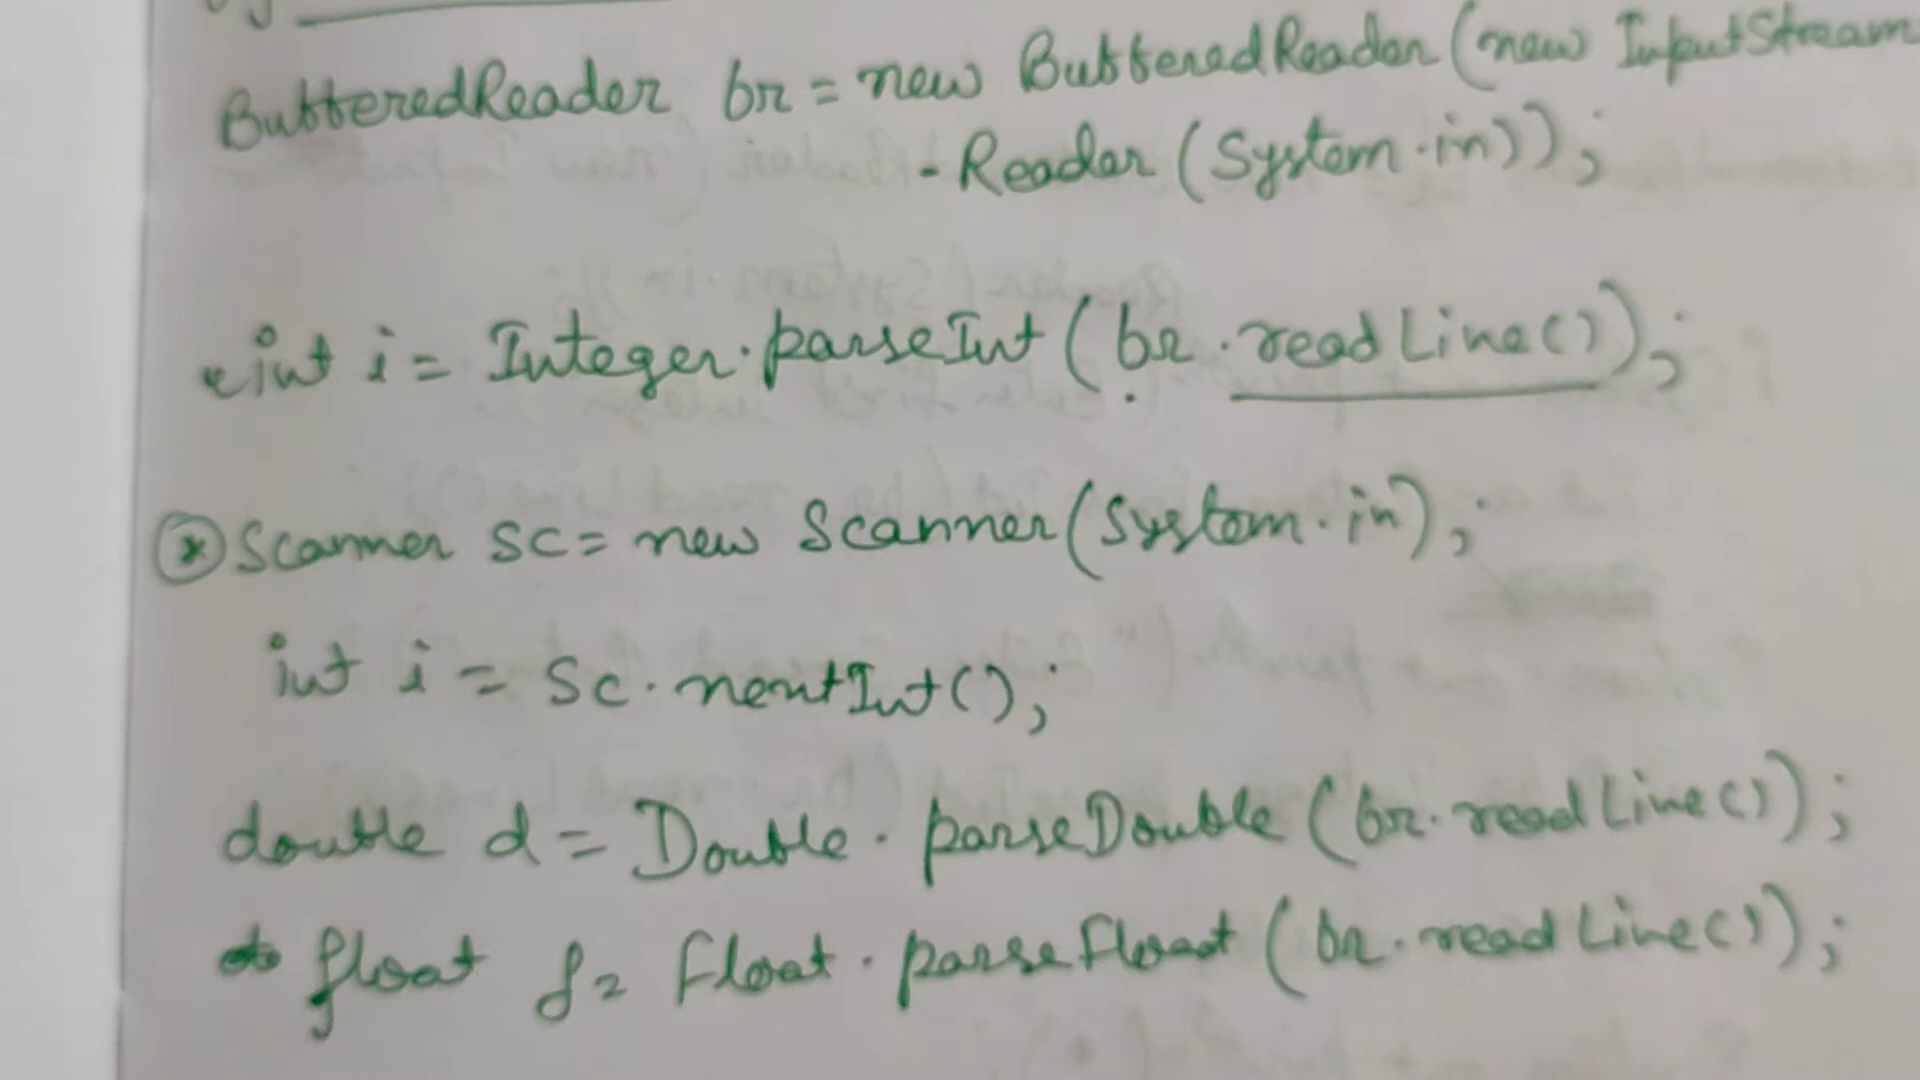 BufferedReader br = new BufferedReader(new InputStream
- Reader (System.in));
int i = Integer.parseInt (br.readLine());
* Scanner sc = new Scanner(System.in);
int i = sc.nextInt();
double d = Double.parseDouble (br.readLine());
float f = Float.parseFloat (br.readLine());